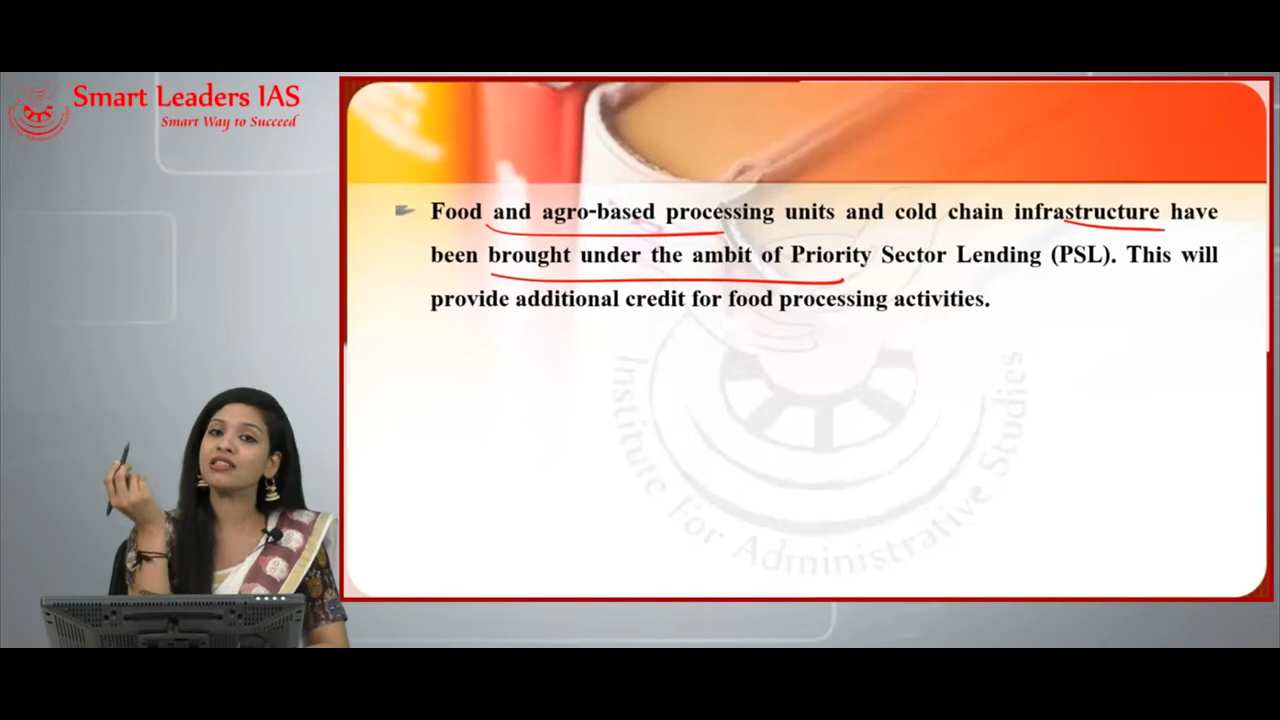 Smart Leaders IAS
Smart Way to Succeed
Food and agro-based processing units and cold chain infrastructure have
been brought under the ambit of Priority Sector Lending (PSL). This will
provide additional credit for food processing activities.
Institute For Administrative Studies